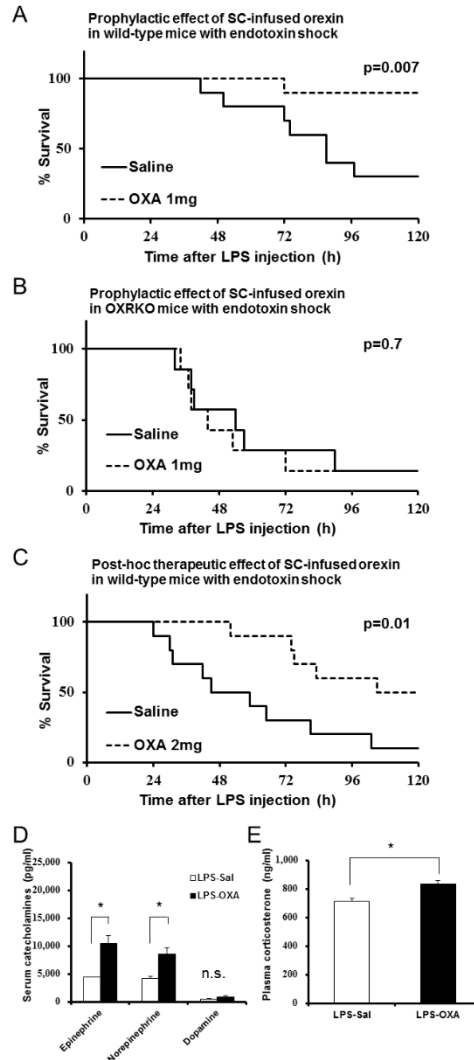 A
Prophylactic effect of SC-infused orexin
in wild-type mice with endotoxin shock
p=0.007
% Survival
100
50
0
Saline
OXA 1mg
0 24 48 72 96 120
Time after LPS injection (h)
B
Prophylactic effect of SC-infused orexin
in OXRKO mice with endotoxin shock
p=0.7
% Survival
100
50
0
Saline
OXA 1mg
0 24 48 72 96 120
Time after LPS injection (h)
C
Post-hoc therapeutic effect of SC-infused orexin
in wild-type mice with endotoxin shock
p=0.01
% Survival
100
50
0
Saline
OXA 2mg
0 24 48 72 96 120
Time after LPS injection (h)
D
Serum catecholamines (pg/ml)
25,000
20,000
15,000
10,000
5,000
0
LPS-Sal
LPS-OXA
*
*
n.s.
Epinephrine
Norepinephrine
Dopamine
E
Plasma corticosterone (ng/ml)
1,000
800
600
400
200
0
*
LPS-Sal LPS-OXA